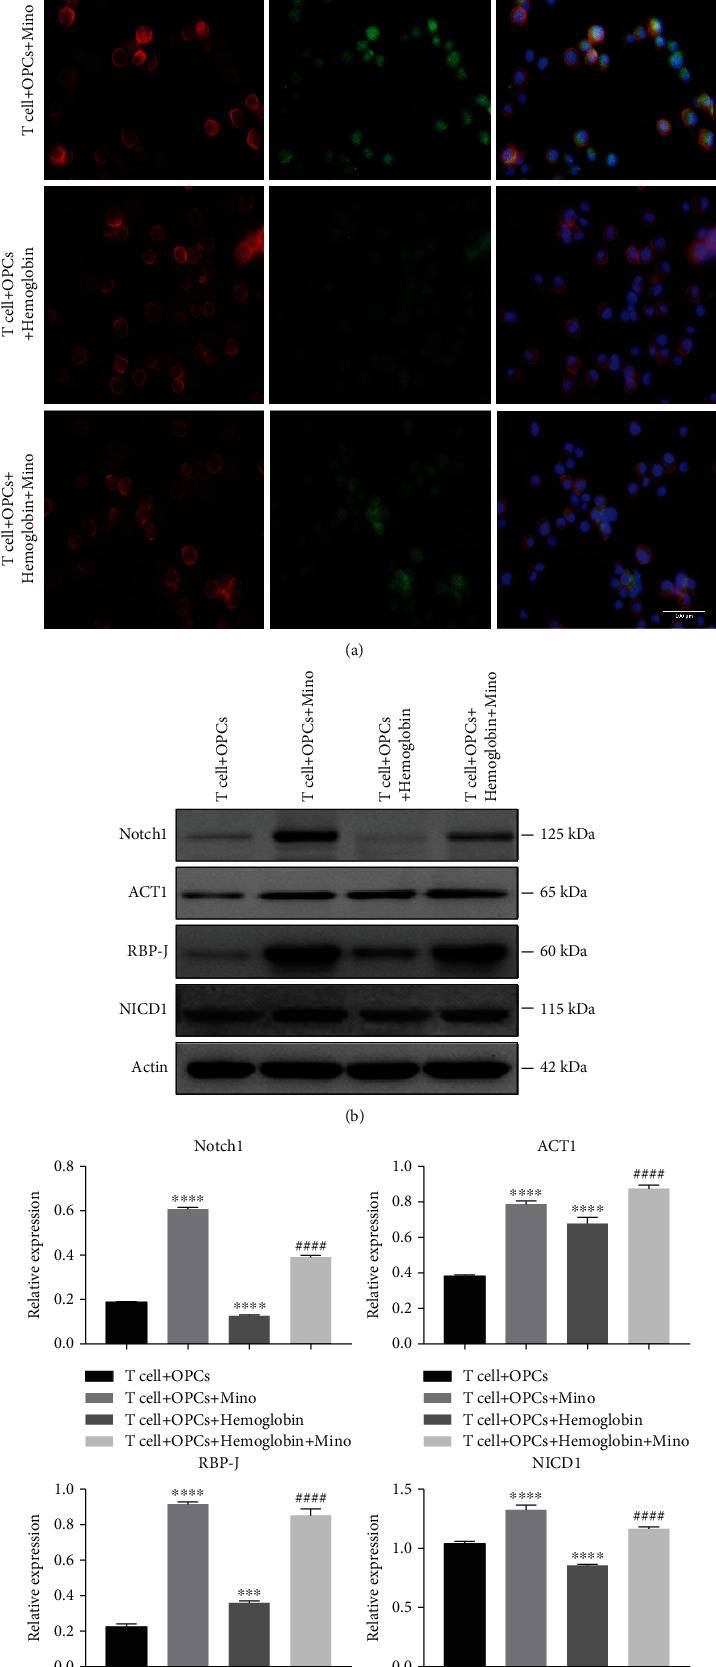 T cell+OPCs+Mino
T cell+OPCs
+Hemoglobin
T cell+OPCs+
Hemoglobin+Mino
100 μm
(a)
T cell+OPCs
T cell+OPCs+Mino
T cell+OPCs
+Hemoglobin
T cell+OPCs+
Hemoglobin+Mino
Notch1
125 kDa
ACT1
65 kDa
RBP-J
60 kDa
NICD1
115 kDa
Actin
42 kDa
(b)
Notch1
Relative expression
0.8
0.6
0.4
0.2
0.0
****
****
####
T cell+OPCs
T cell+OPCs+Mino
T cell+OPCs+Hemoglobin
T cell+OPCs+Hemoglobin+Mino
ACT1
Relative expression
1.0
0.8
0.6
0.4
0.2
0.0
****
****
####
T cell+OPCs
T cell+OPCs+Mino
T cell+OPCs+Hemoglobin
T cell+OPCs+Hemoglobin+Mino
RBP-J
Relative expression
1.0
0.8
0.6
0.4
0.2
0.0
****
***
####
NICD1
Relative expression
1.5
1.0
0.5
0.0
****
****
####